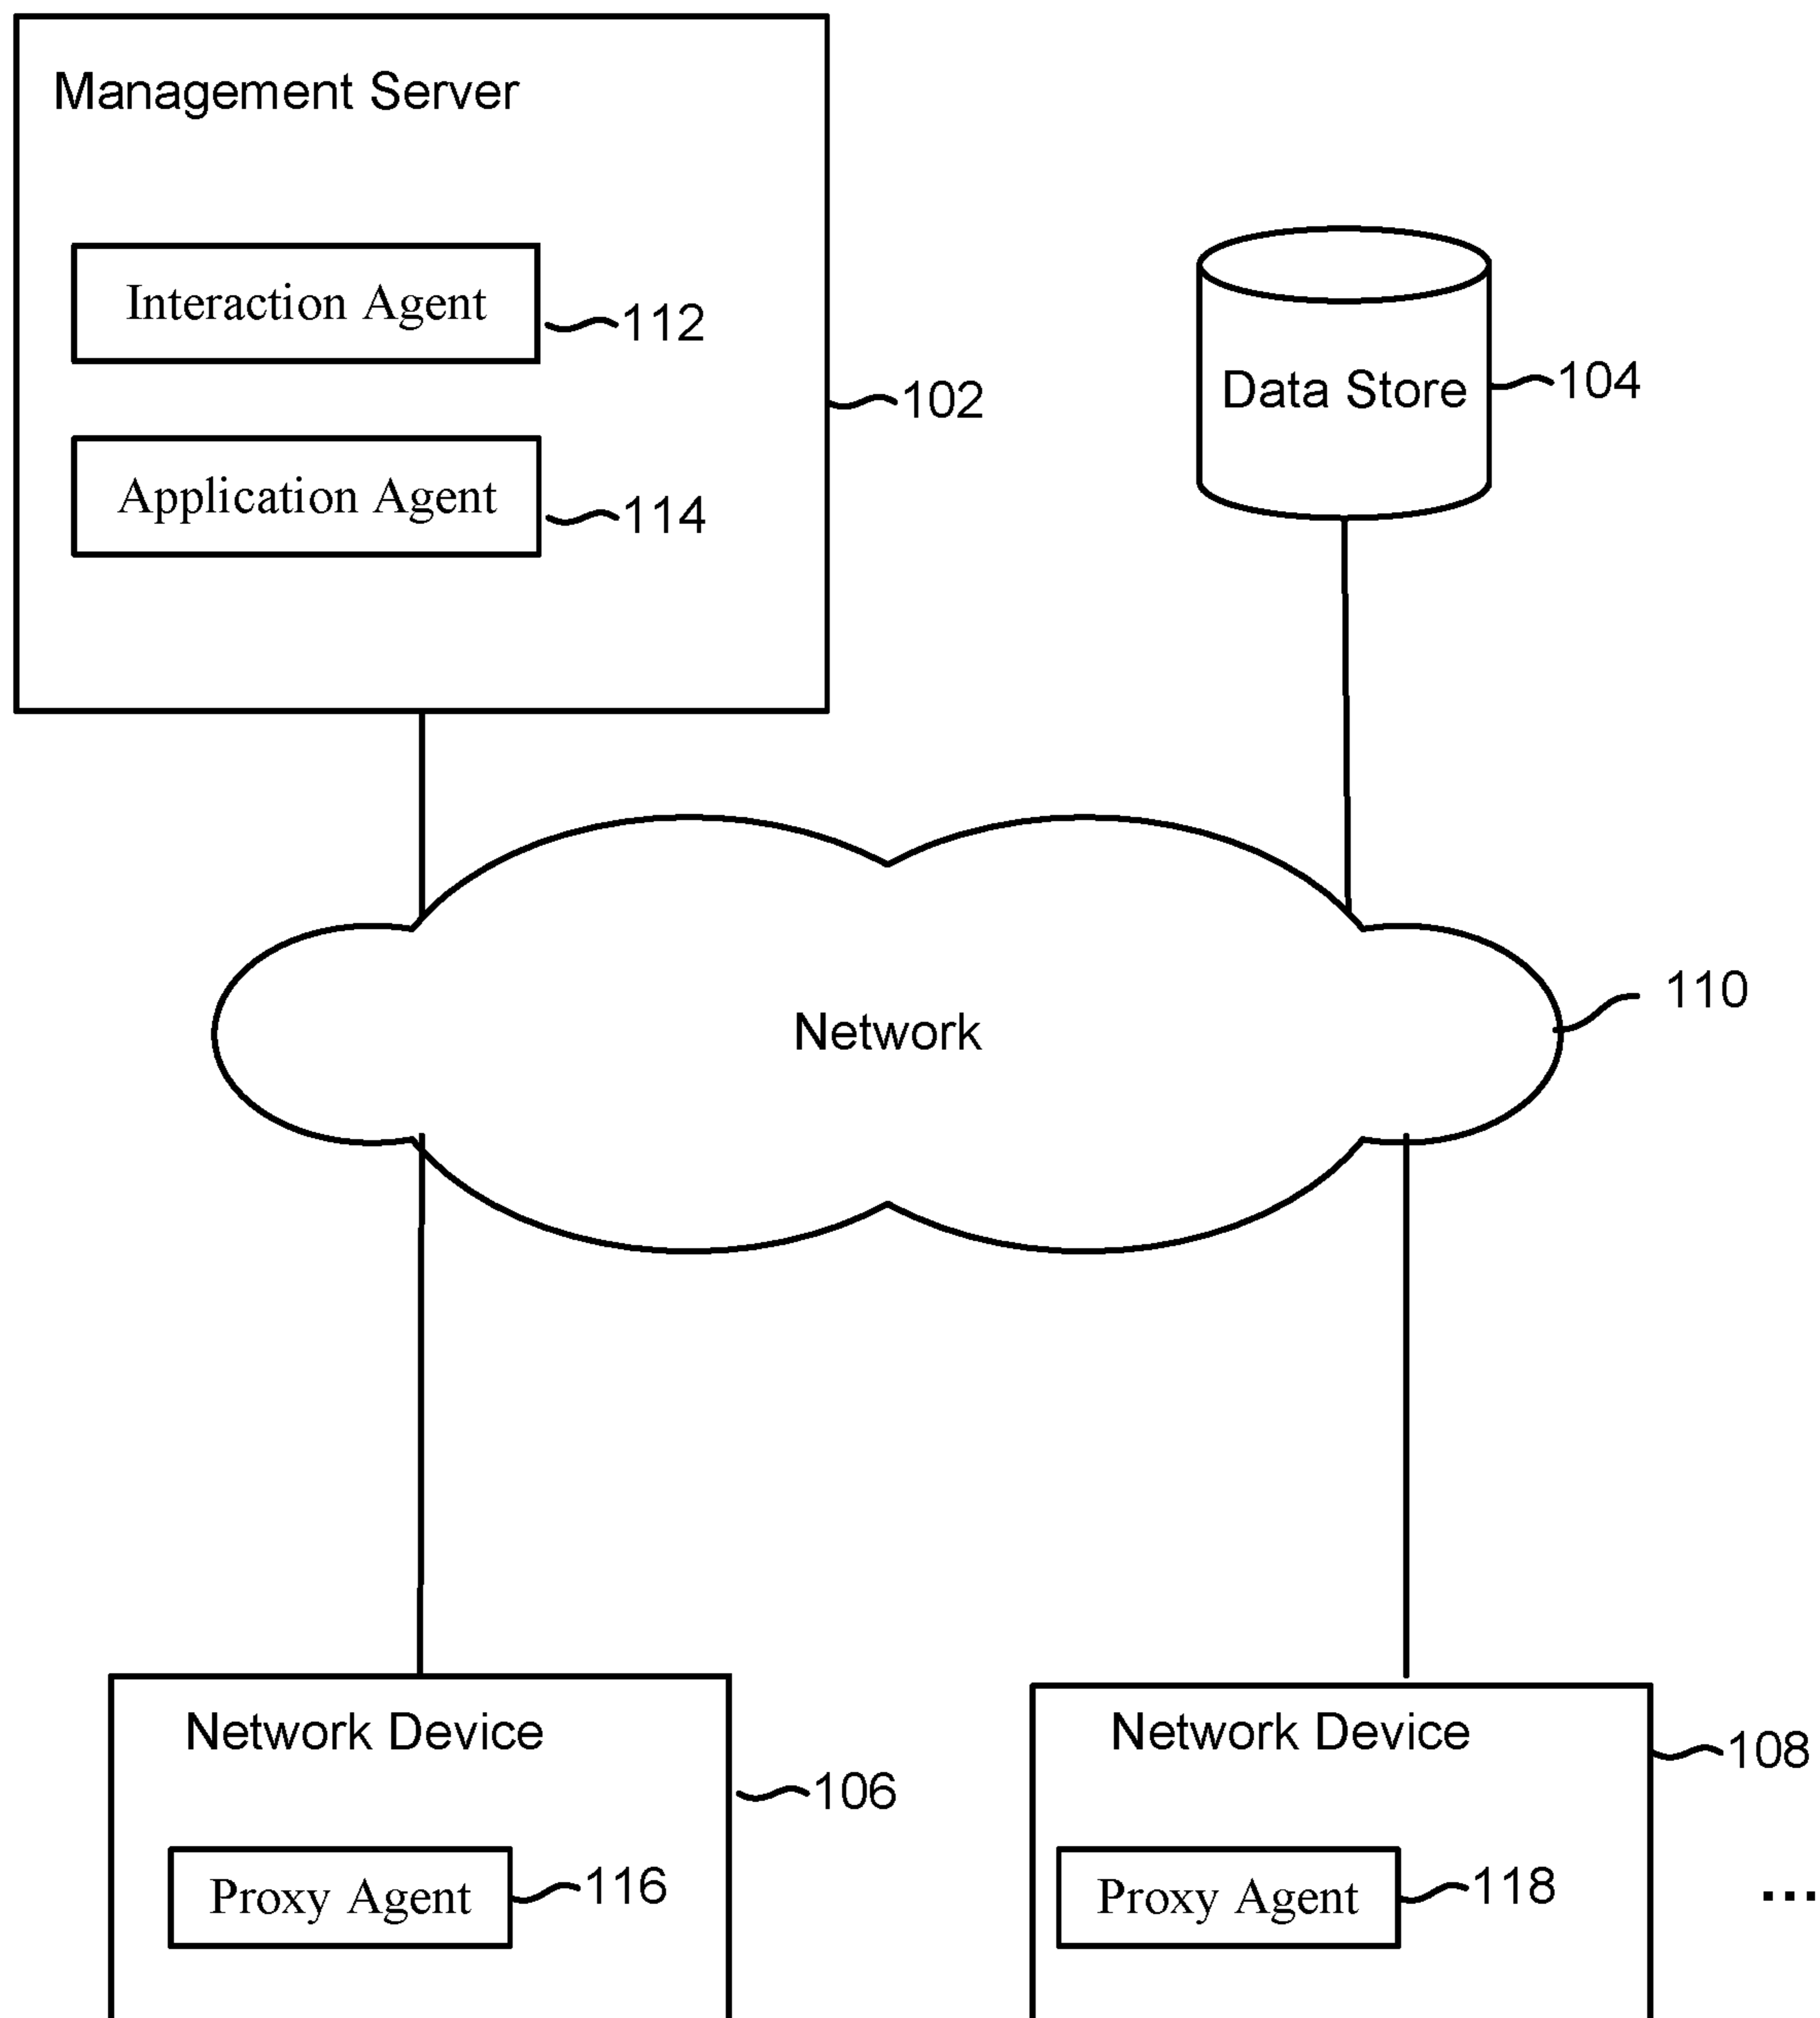 Management Server
Interaction Agent
112
102
Data Store
104
Application Agent
114
Network
110
Network Device
106
Network Device
108
Proxy Agent
116
Proxy Agent
118
...